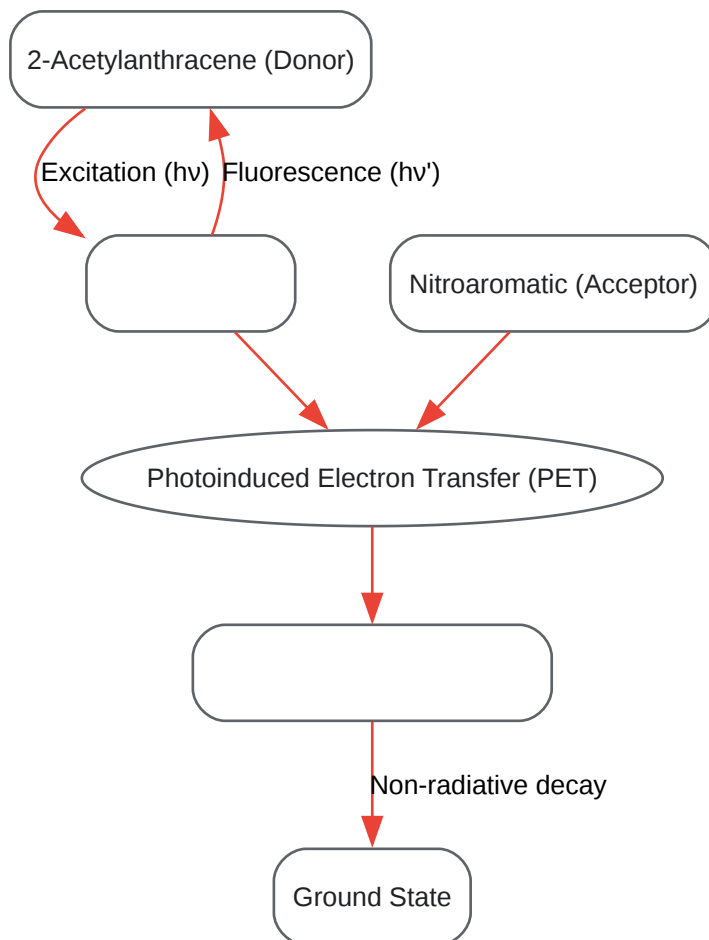 2-Acetylanthracene (Donor)
Excitation (hν)
Fluorescence (hν')
Nitroaromatic (Acceptor)
Photoinduced Electron Transfer (PET)
Non-radiative decay
Ground State